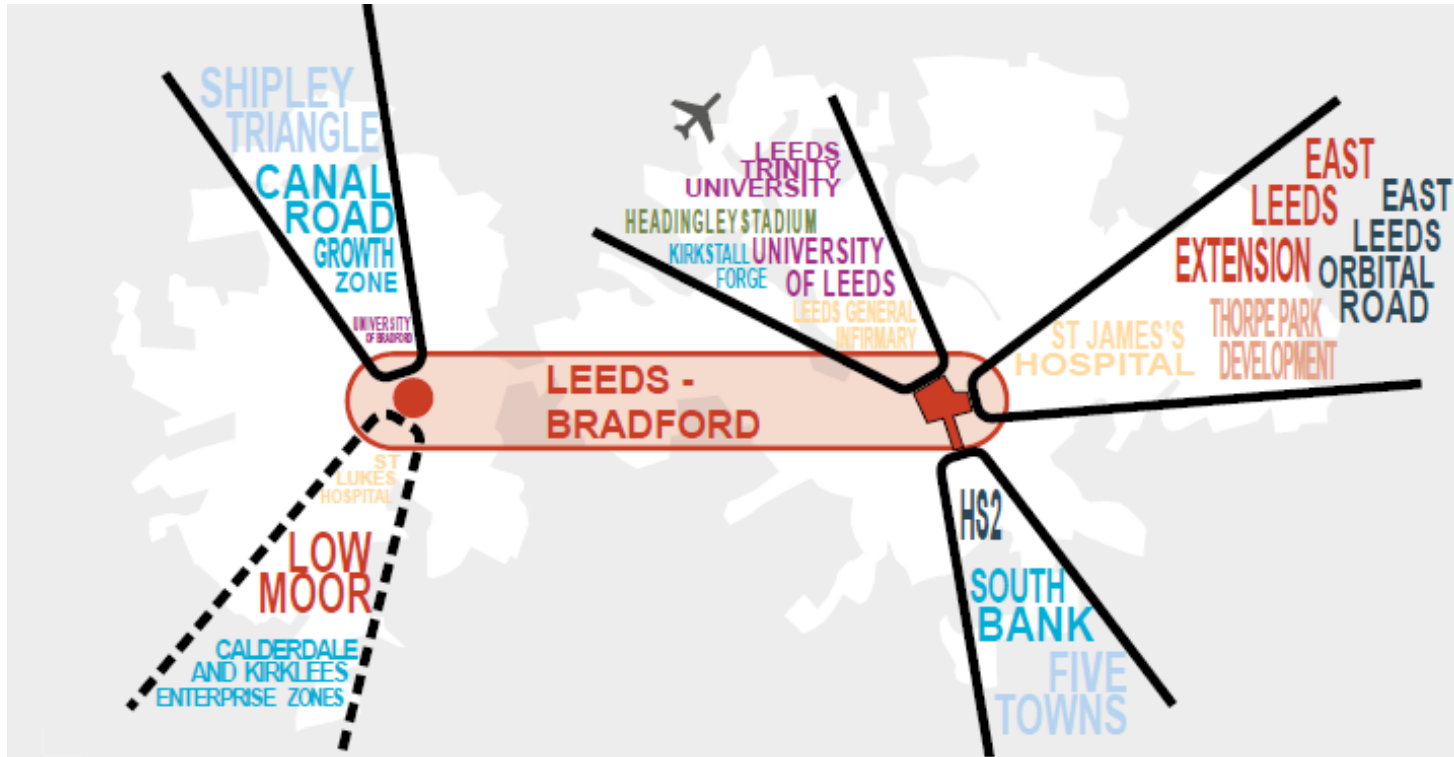 SHIPLEY
TRIANGLE
CANAL
ROAD
GROWTH
ZONE
UNIVERSITY
OF BRADFORD
LEEDS
TRINITY
UNIVERSITY
HEADINGLEY STADIUM
KIRKSTALL
FORGE
UNIVERSITY
OF LEEDS
LEEDS GENERAL
INFIRMARY
EAST
LEEDS
EXTENSION
EAST
LEEDS
ORBITAL
ROAD
THORPE PARK
DEVELOPMENT
ST JAMES'S
HOSPITAL
LEEDS -
BRADFORD
ST
LUKES
HOSPITAL
LOW
MOOR
CALDERDALE
AND KIRKLEES
ENTERPRISE ZONES
HS2
SOUTH
BANK
FIVE
TOWNS